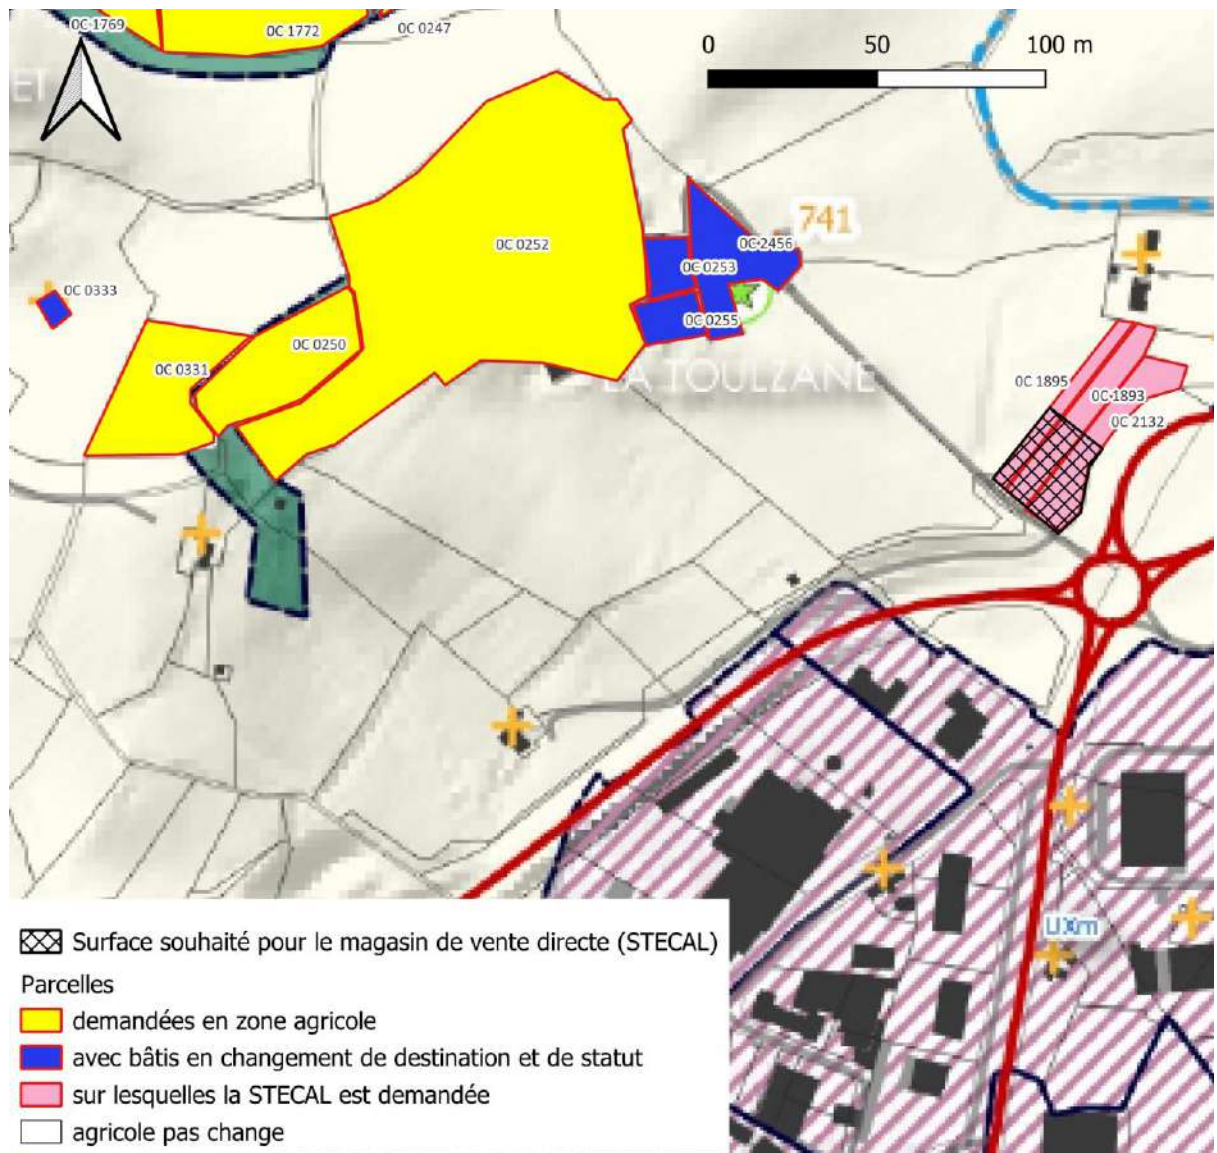 0C 1769
0C 1772
0C 0247
0 50 100 m
ET
0C 0252
741
0C 2456
0C 0253
0C 0333
0C 0255
0C 0250
0C 0331
LA TOULZANE
0C 1895
0C 1893
0C 2132
UXm
Surface souhaité pour le magasin de vente directe (STECAL)
Parcelles
demandées en zone agricole
avec bâtis en changement de destination et de statut
sur lesquelles la STECAL est demandée
agricole pas change